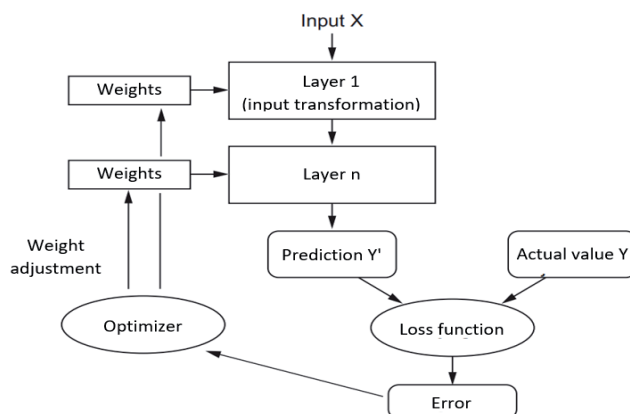 Input X
Weights
Layer 1
(input transformation)
Weights
Layer n
Weight
adjustment
Prediction Y'
Actual value Y
Optimizer
Loss function
Error